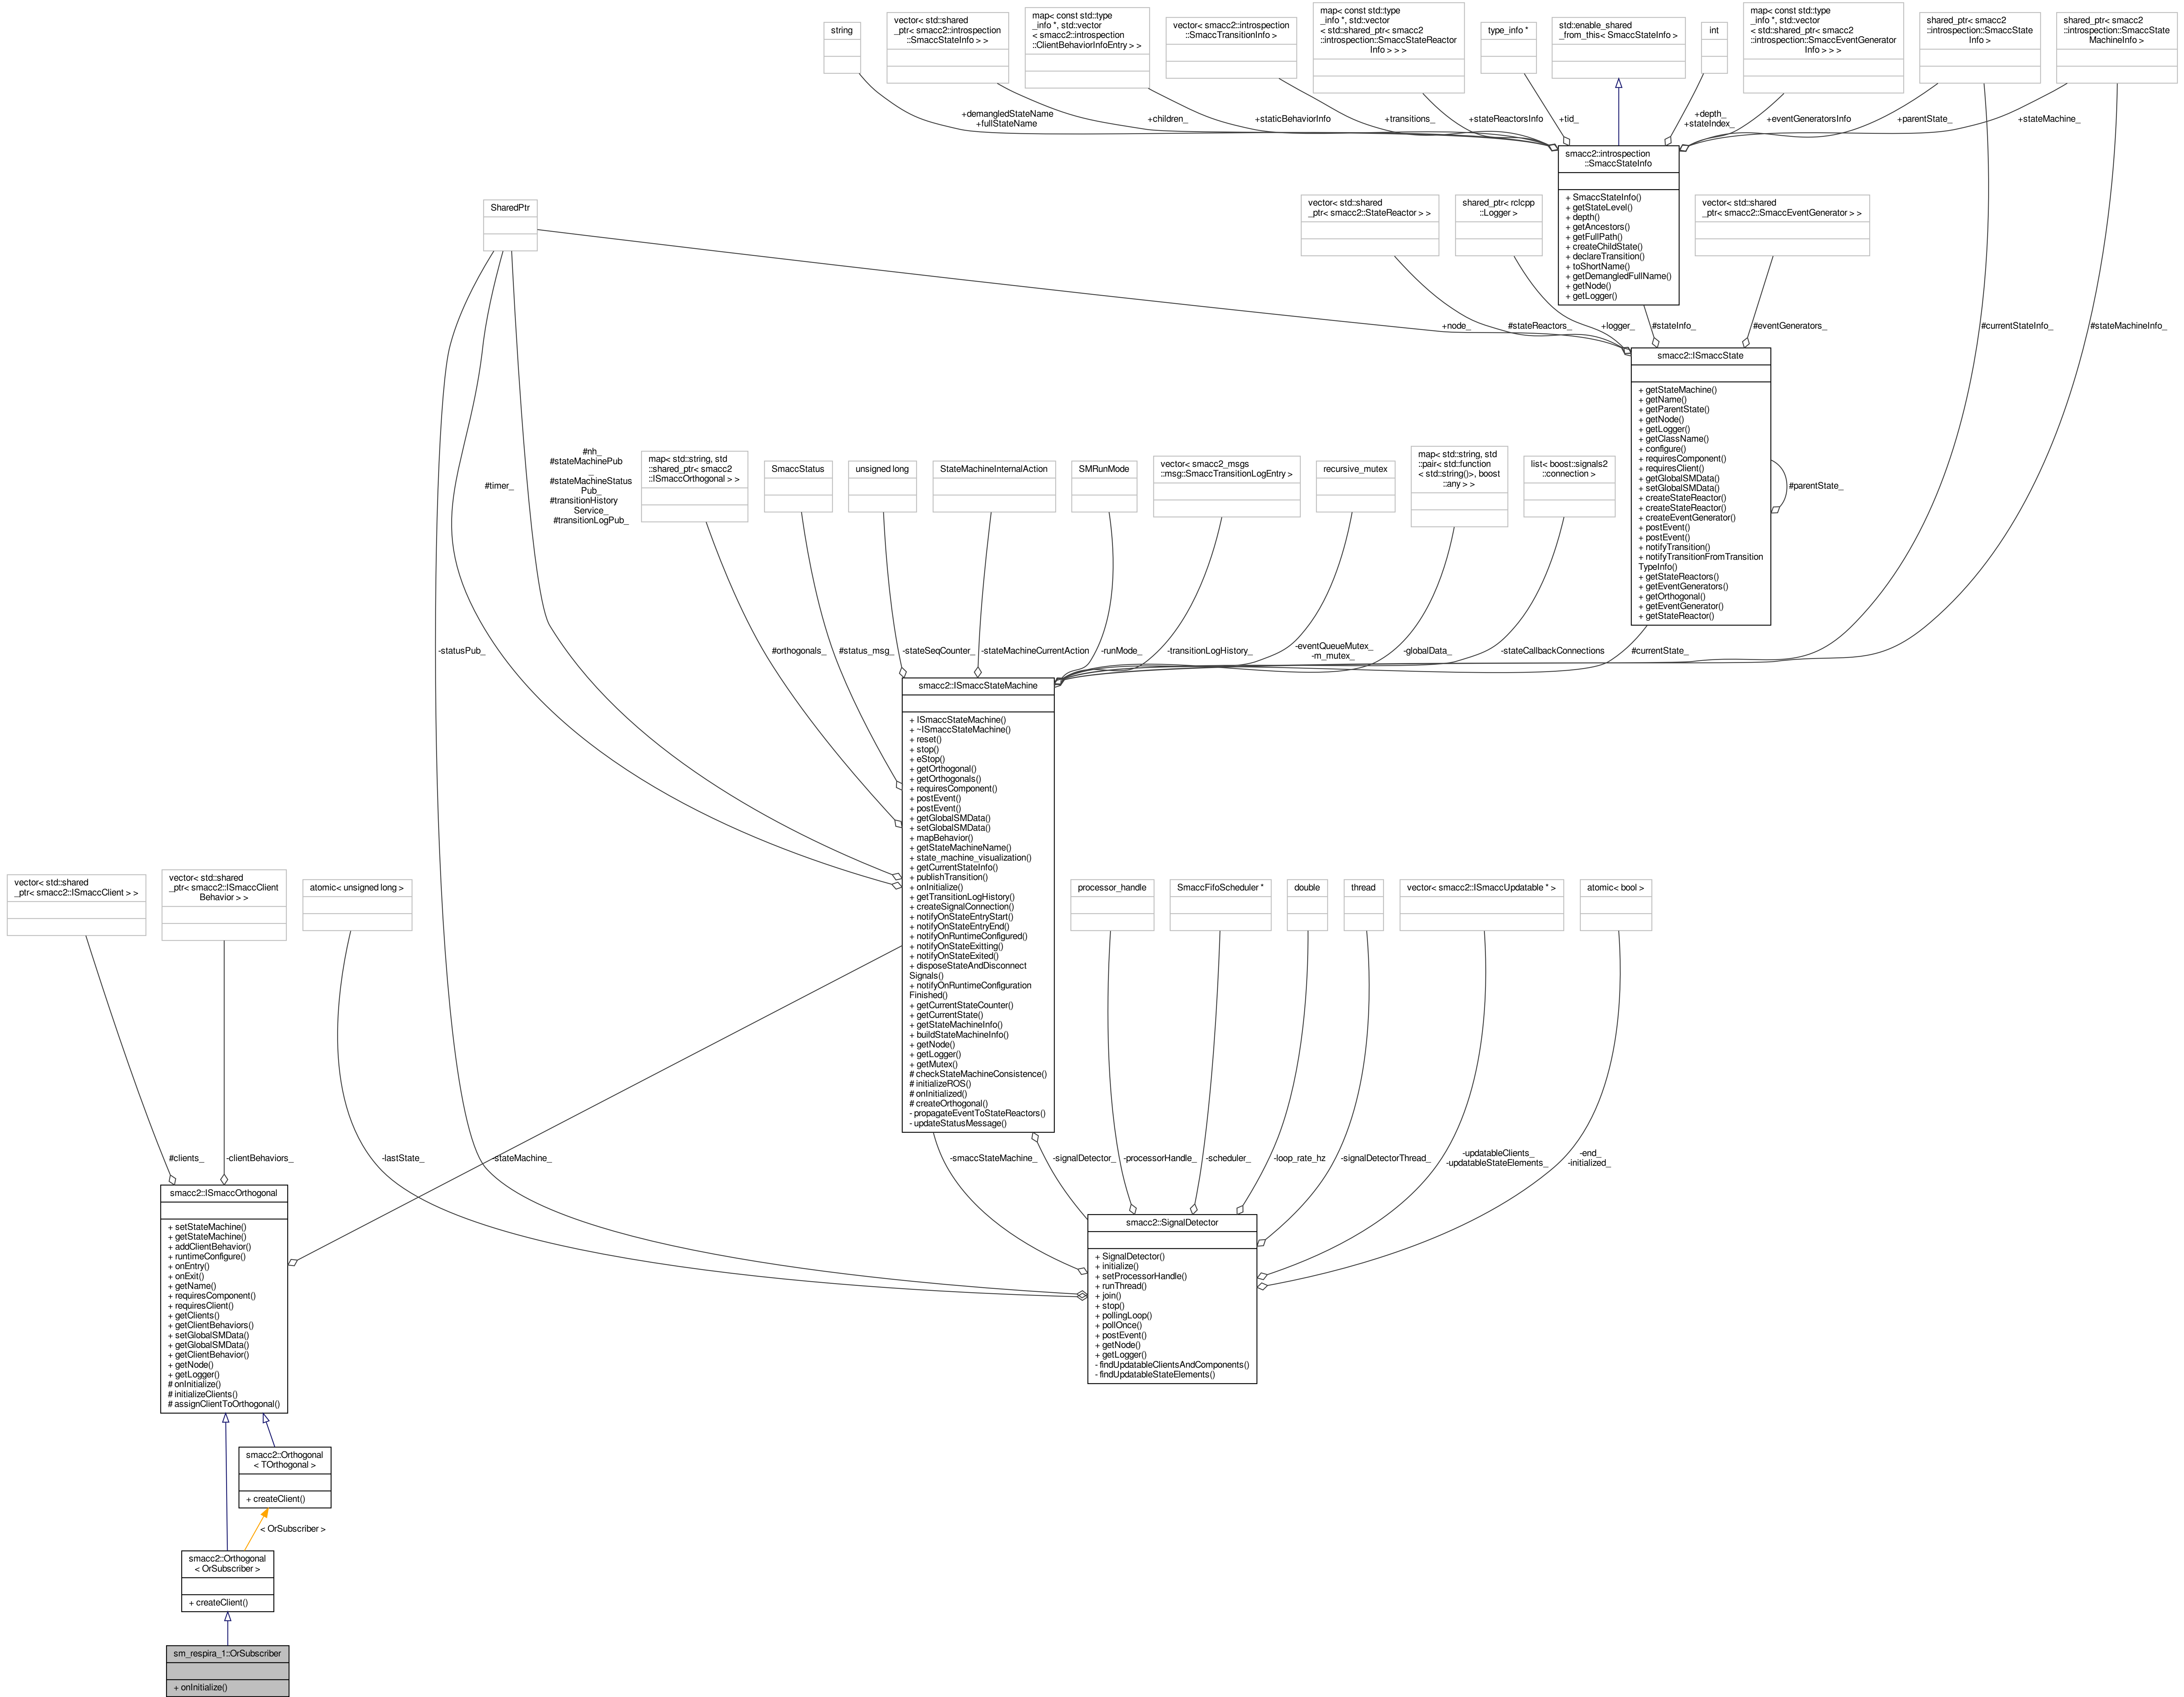 string
vector< std::shared
_ptr< smacc2::introspection
::SmaccStateInfo > >
map< const std::type
_info *, std::vector
< smacc2::introspection
::ClientBehaviorInfoEntry > >
vector< smacc2::introspection
::SmaccTransitionInfo >
map< const std::type
_info *, std::vector
< std::shared_ptr< smacc2
::introspection::SmaccStateReactor
Info > > >
type_info *
std::enable_shared
_from_this< SmaccStateInfo >
int
map< const std::type
_info *, std::vector
< std::shared_ptr< smacc2
::introspection::SmaccEventGenerator
Info > > >
shared_ptr< smacc2
::introspection::SmaccState
Info >
shared_ptr< smacc2
::introspection::SmaccState
MachineInfo >
+demangledStateName
+fullStateName
+children_
+staticBehaviorInfo
+transitions_
+stateReactorsInfo
+tid_
+depth_
+stateIndex_
+eventGeneratorsInfo
+parentState_
+stateMachine_
smacc2::introspection
::SmaccStateInfo
+ SmaccStateInfo()
+ getStateLevel()
+ depth()
+ getAncestors()
+ getFullPath()
+ createChildState()
+ declareTransition()
+ toShortName()
+ getDemangledFullName()
+ getNode()
+ getLogger()
SharedPtr
vector< std::shared
_ptr< smacc2::StateReactor > >
shared_ptr< rclcpp
::Logger >
vector< std::shared
_ptr< smacc2::SmaccEventGenerator > >
+node_
#stateReactors_
+logger_
#stateInfo_
#eventGenerators_
#currentStateInfo_
#stateMachineInfo_
smacc2::ISmaccState
+ getStateMachine()
+ getName()
+ getParentState()
+ getNode()
+ getLogger()
+ getClassName()
+ configure()
+ requiresComponent()
+ requiresClient()
+ getGlobalSMData()
+ setGlobalSMData()
+ createStateReactor()
+ createStateReactor()
+ createEventGenerator()
+ postEvent()
+ postEvent()
+ notifyTransition()
+ notifyTransitionFromTransition
TypeInfo()
+ getStateReactors()
+ getEventGenerators()
+ getOrthogonal()
+ getEventGenerator()
+ getStateReactor()
#parentState_
#timer_
#nh_
#stateMachinePub
_
#stateMachineStatus
Pub_
#transitionHistory
Service_
#transitionLogPub_
map< std::string, std
::shared_ptr< smacc2
::ISmaccOrthogonal > >
SmaccStatus
unsigned long
StateMachineInternalAction
SMRunMode
vector< smacc2_msgs
::msg::SmaccTransitionLogEntry >
recursive_mutex
map< std::string, std
::pair< std::function
< std::string()>, boost
::any > >
list< boost::signals2
::connection >
-statusPub_
#orthogonals_
#status_msg_
-stateSeqCounter_
-stateMachineCurrentAction
-runMode_
-transitionLogHistory_
-eventQueueMutex_
-m_mutex_
-globalData_
-stateCallbackConnections
#currentState_
smacc2::ISmaccStateMachine
+ ISmaccStateMachine()
+ ~ISmaccStateMachine()
+ reset()
+ stop()
+ eStop()
+ getOrthogonal()
+ getOrthogonals()
+ requiresComponent()
+ postEvent()
+ postEvent()
+ getGlobalSMData()
+ setGlobalSMData()
+ mapBehavior()
+ getStateMachineName()
+ state_machine_visualization()
+ getCurrentStateInfo()
+ publishTransition()
+ onInitialize()
+ getTransitionLogHistory()
+ createSignalConnection()
+ notifyOnStateEntryStart()
+ notifyOnStateEntryEnd()
+ notifyOnRuntimeConfigured()
+ notifyOnStateExitting()
+ notifyOnStateExited()
+ disposeStateAndDisconnect
Signals()
+ notifyOnRuntimeConfiguration
Finished()
+ getCurrentStateCounter()
+ getCurrentState()
+ getStateMachineInfo()
+ buildStateMachineInfo()
+ getNode()
+ getLogger()
+ getMutex()
# checkStateMachineConsistence()
# initializeROS()
# onInitialized()
# createOrthogonal()
- propagateEventToStateReactors()
- updateStatusMessage()
vector< std::shared
_ptr< smacc2::ISmaccClient > >
vector< std::shared
_ptr< smacc2::ISmaccClient
Behavior > >
atomic< unsigned long >
processor_handle
SmaccFifoScheduler *
double
thread
vector< smacc2::ISmaccUpdatable * >
atomic< bool >
#clients_
-clientBehaviors_
-lastState_
-stateMachine_
-smaccStateMachine_
-signalDetector_
-processorHandle_
-scheduler_
-loop_rate_hz
-signalDetectorThread_
-updatableClients_
-updatableStateElements_
-end_
-initialized_
smacc2::ISmaccOrthogonal
+ setStateMachine()
+ getStateMachine()
+ addClientBehavior()
+ runtimeConfigure()
+ onEntry()
+ onExit()
+ getName()
+ requiresComponent()
+ requiresClient()
+ getClients()
+ getClientBehaviors()
+ setGlobalSMData()
+ getGlobalSMData()
+ getClientBehavior()
+ getNode()
+ getLogger()
# onInitialize()
# initializeClients()
# assignClientToOrthogonal()
smacc2::SignalDetector
+ SignalDetector()
+ initialize()
+ setProcessorHandle()
+ runThread()
+ join()
+ stop()
+ pollingLoop()
+ pollOnce()
+ postEvent()
+ getNode()
+ getLogger()
- findUpdatableClientsAndComponents()
- findUpdatableStateElements()
smacc2::Orthogonal
< TOrthogonal >
+ createClient()
< OrSubscriber >
smacc2::Orthogonal
< OrSubscriber >
+ createClient()
sm_respira_1::OrSubscriber
+ onInitialize()